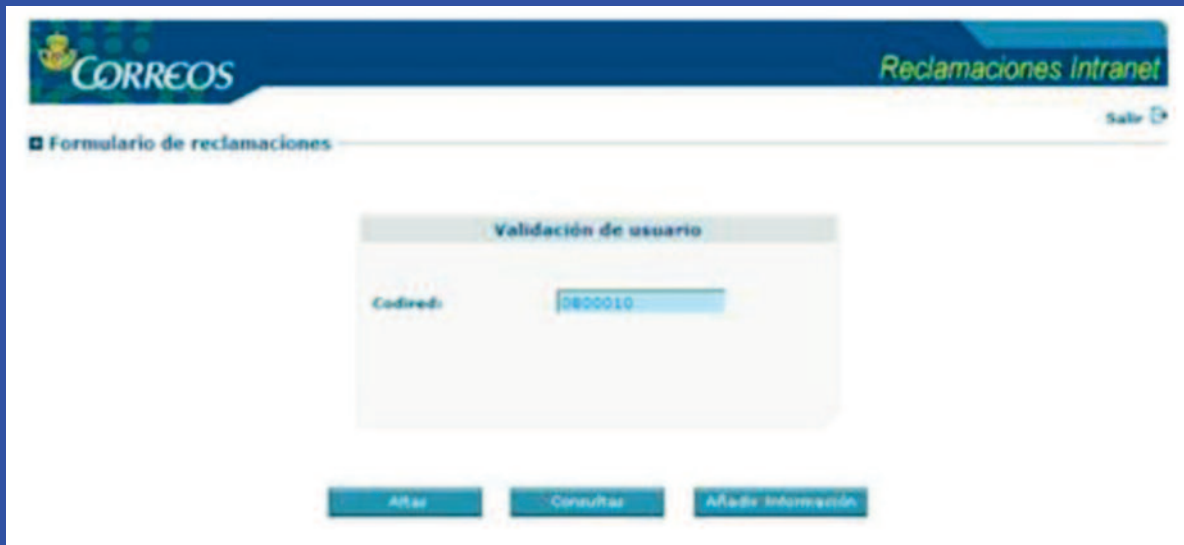 CORREOS
Reclamaciones Intranet
Salir
Formulario de reclamaciones
Validación de usuario
Codired: 0800010
Altas Consultas Añadir Información